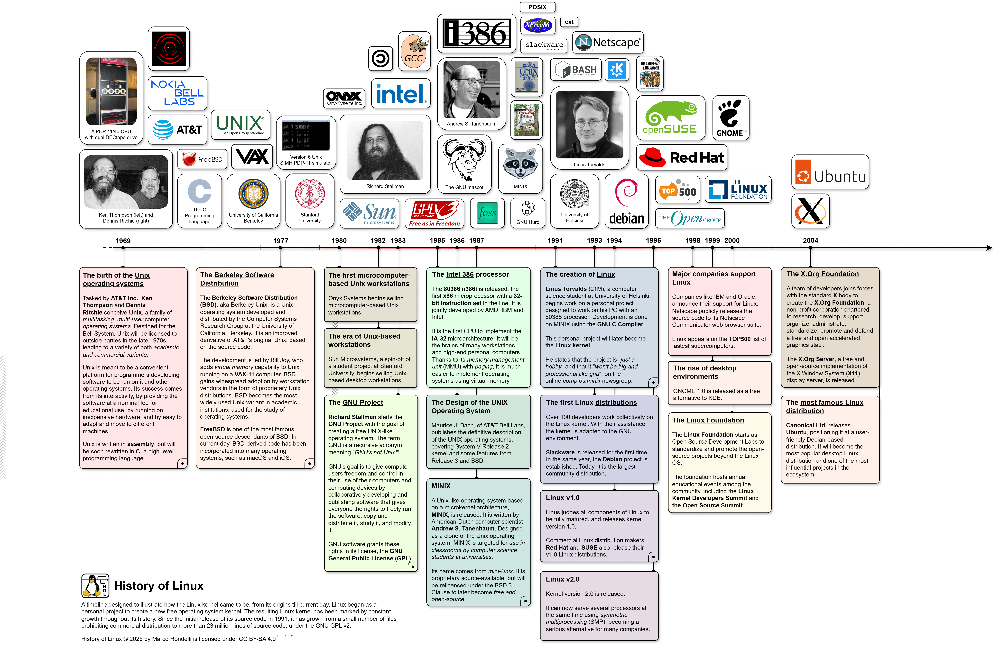 POSIX
i386
The
XFree86
Project, Inc.
ext
slackware
linux
Netscape®
Multics
GCC
A PDP-11/40 CPU
with dual DECtape drive
NOKIA
BELL
LABS
AT&T
UNIX®
An Open Group Standard
ONYX
Onyx Systems, Inc.
intel®
Andrew S. Tanenbaum
THE
DESIGN
OF THE
UNIX
OPERATING
SYSTEM
MAURICE J. BACH
OPERATING
SYSTEMS
BASH
THE BOURNE-AGAIN SHELL
K
THE CATHEDRAL
& THE BAZAAR
ERIC S. RAYMOND
Linus Torvalds
openSUSE
GNOME™
Red Hat
FreeBSD
VAX
Version 6 Unix
SIMH PDP-11 simulator
Richard Stallman
The GNU mascot
MINIX
Ken Thompson (left) and
Dennis Ritchie (right)
C
The C
Programming
Language
University of California
Berkeley
Stanford
University
Sun
microsystems
GPLv3
Free Software
Free as in Freedom
foss
GNU Hurd
University of
Helsinki
debian
TOP 500
The List.
THE
LINUX
FOUNDATION
THE Open GROUP
Ubuntu
X
1969
1977
1980
1982
1983
1985
1986
1987
1991
1993
1994
1996
1998
1999
2000
2004
The birth of the Unix
operating systems
Tasked by AT&T Inc., Ken
Thompson and Dennis
Ritchie conceive Unix, a family of
multitasking, multi-user computer
operating systems. Destined for the
Bell System, Unix will be licensed to
outside parties in the late 1970s,
leading to a variety of both academic
and commercial variants.
Unix is meant to be a convenient
platform for programmers developing
software to be run on it and other
operating systems. Its success comes
from its interactivity, by providing the
software at a nominal fee for
educational use, by running on
inexpensive hardware, and by easy to
adapt and move to different
machines.
Unix is written in assembly, but will
be soon rewritten in C, a high-level
programming language.
The Berkeley Software
Distribution
The Berkeley Software Distribution
(BSD), aka Berkeley Unix, is a Unix
operating system developed and
distributed by the Computer Systems
Research Group at the University of
California, Berkeley. It is an improved
derivative of AT&T's original Unix, based
on the source code.
The development is led by Bill Joy, who
adds virtual memory capability to Unix
running on a VAX-11 computer. BSD
gains widespread adoption by workstation
vendors in the form of proprietary Unix
distributions. BSD becomes the most
widely used Unix variant in academic
institutions, used for the study of
operating systems.
FreeBSD is one of the most famous
open-source descendants of BSD. In
current day, BSD-derived code has been
incorporated into many operating
systems, such as macOS and iOS.
The first microcomputer-
based Unix workstations
Onyx Systems begins selling
microcomputer-based Unix
workstations.
The era of Unix-based
workstations
Sun Microsystems, a spin-off of
a student project at Stanford
University, begins selling Unix-
based desktop workstations.
The GNU Project
Richard Stallman starts the
GNU Project with the goal of
creating a free UNIX-like
operating system. The term
GNU is a recursive acronym
meaning "GNU's not Unix!".
GNU's goal is to give computer
users freedom and control in
their use of their computers and
computing devices by
collaboratively developing and
publishing software that gives
everyone the rights to freely run
the software, copy and
distribute it, study it, and modify
it.
GNU software grants these
rights in its license, the GNU
General Public License (GPL).
The Intel 386 processor
The 80386 (i386) is released, the
first x86 microprocessor with a 32-
bit instruction set in the line. It is
jointly developed by AMD, IBM and
Intel.
It is the first CPU to implement the
IA-32 microarchitecture. It will be
the brains of many workstations
and high-end personal computers.
Thanks to its memory management
unit (MMU) with paging, it is much
easier to implement operating
systems using virtual memory.
The Design of the UNIX
Operating System
Maurice J. Bach, of AT&T Bell Labs,
publishes the definitive description
of the UNIX operating systems,
covering System V Release 2
kernel and some features from
Release 3 and BSD.
MINIX
A Unix-like operating system based
on a microkernel architecture,
MINIX, is released. It is written by
American-Dutch computer scientist
Andrew S. Tanenbaum. Designed
as a clone of the Unix operating
system; MINIX is targeted for use in
classrooms by computer science
students at universities.
Its name comes from mini-Unix. It is
proprietary source-available, but will
be relicensed under the BSD 3-
Clause to later become free and
open-source.
The creation of Linux
Linus Torvalds (21M), a computer
science student at University of Helsinki,
begins work on a personal project
designed to work on his PC with an
80386 processor. Development is done
on MINIX using the GNU C Compiler.
This personal project will later become
the Linux kernel.
He states that the project is "just a
hobby" and that it "won't be big and
professional like gnu", on the
online comp.os.minix newsgroup.
The first Linux distributions
Over 100 developers work collectively on
the Linux kernel. With their assistance,
the kernel is adapted to the GNU
environment.
Slackware is released for the first time.
In the same year, the Debian project is
established. Today, it is the largest
community distribution.
Linux v1.0
Linus judges all components of Linux to
be fully matured, and releases kernel
version 1.0.
Commercial Linux distribution makers
Red Hat and SUSE also release their
v1.0 Linux distributions.
Linux v2.0
Kernel version 2.0 is released.
It can now serve several processors at
the same time using symmetric
multiprocessing (SMP), becoming a
serious alternative for many companies.
Major companies support
Linux
Companies like IBM and Oracle,
announce their support for Linux.
Netscape publicly releases the
source code to its Netscape
Communicator web browser suite.
Linux appears on the TOP500 list of
fastest supercomputers.
The rise of desktop
environments
GNOME 1.0 is released as a free
alternative to KDE.
The Linux Foundation
The Linux Foundation starts as
Open Source Development Labs to
standardize and promote the open-
source projects beyond the Linux
OS.
The foundation hosts annual
educational events among the
community, including the Linux
Kernel Developers Summit and
the Open Source Summit.
The X.Org Foundation
A team of developers joins forces
with the standard X body to
create the X.Org Foundation, a
non-profit corporation chartered
to research, develop, support,
organize, administrate,
standardize, promote and defend
a free and open accelerated
graphics stack.
The X.Org Server, a free and
open-source implementation of
the X Window System (X11)
display server, is released.
The most famous Linux
distribution
Canonical Ltd. releases
Ubuntu, positioning it at a user-
friendly Debian-based
distribution. It will become the
most popular desktop Linux
distribution and one of the most
influential projects in the
ecosystem.
HOL
History of Linux
A timeline designed to illustrate how the Linux kernel came to be, from its origins till current day. Linux began as a
personal project to create a new free operating system kernel. The resulting Linux kernel has been marked by constant
growth throughout its history. Since the initial release of its source code in 1991, it has grown from a small number of files
prohibiting commercial distribution to more than 23 million lines of source code, under the GNU GPL v2.
History of Linux © 2025 by Marco Rondelli is licensed under CC BY-SA 4.0